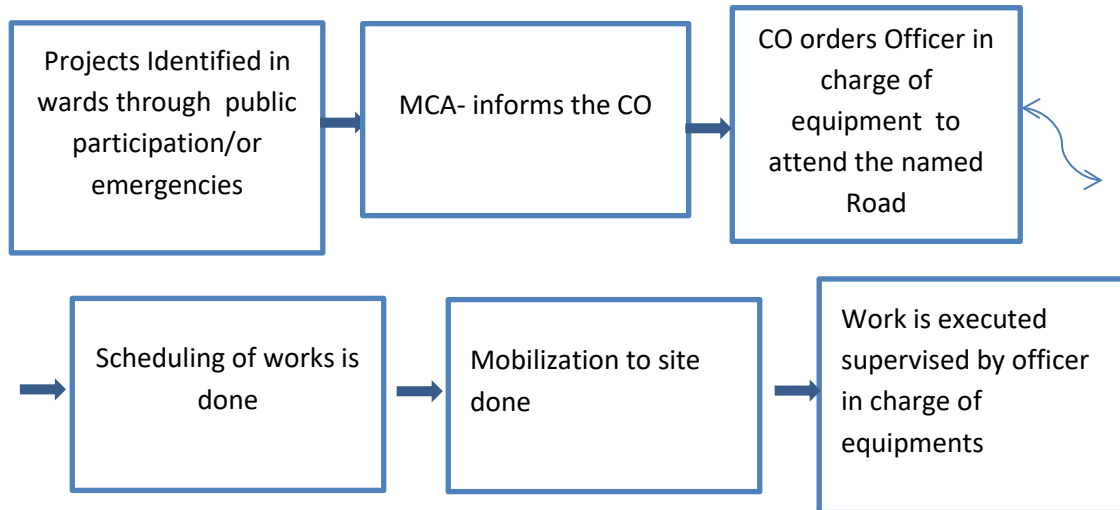 Projects Identified in
wards through public
participation/or
emergencies
MCA- informs the CO
CO orders Officer in
charge of
equipment to
attend the named
Road
Scheduling of works is
done
Mobilization to site
done
Work is executed
supervised by officer
in charge of
equipments